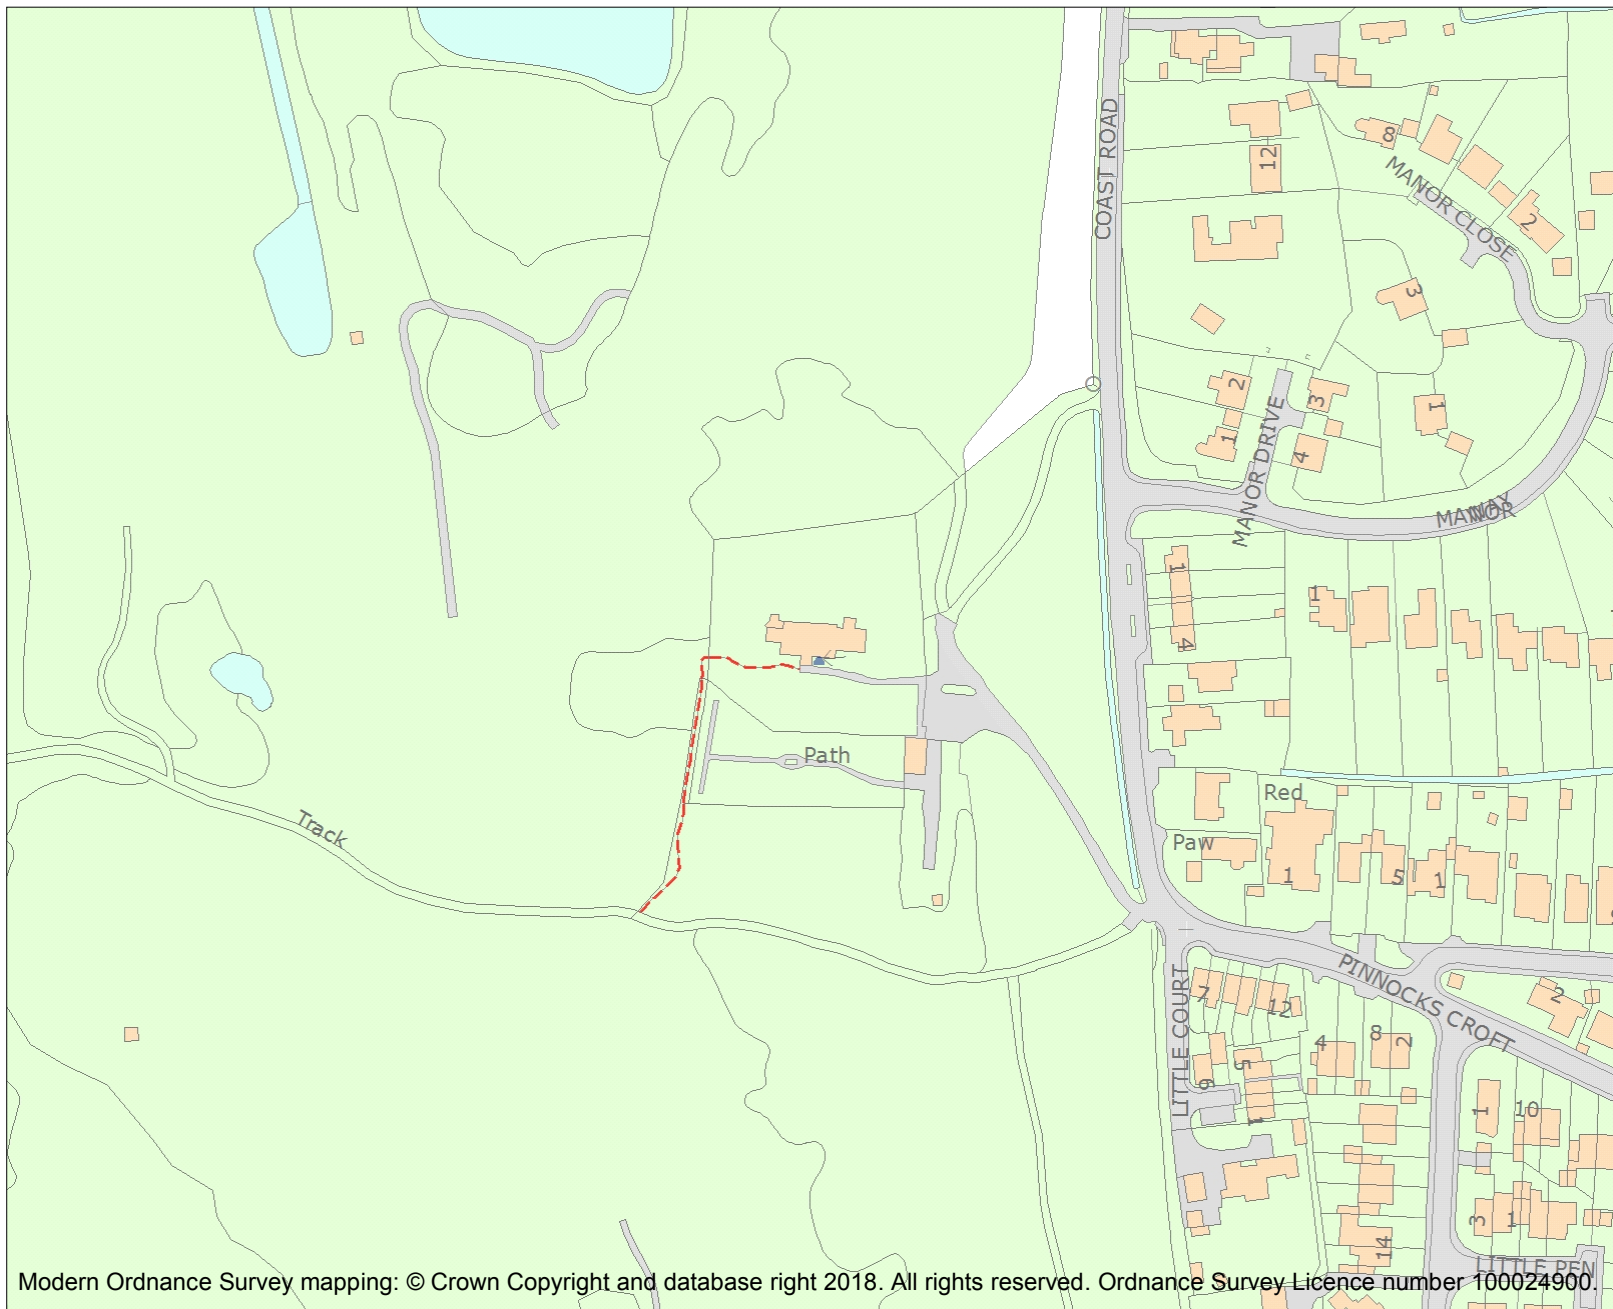 COAST ROAD
8
12
MANOR CLOSE
2
3
2
3
1
1
4
MANOR DRIVE
MANOR
WAY
1
1
4
Path
Red
Track
Paw
1
5
1
PINNOCKS CROFT
LITTLE COURT
7
12
2
4
8
2
5
6
1
1
10
3
1
14
LITTLE PEN
Modern Ordnance Survey mapping: © Crown Copyright and database right 2018. All rights reserved. Ordnance Survey Licence number 100024900.